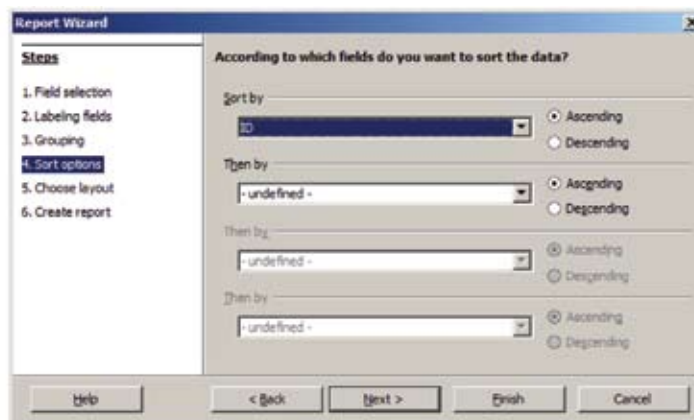 Report Wizard
Steps
1. Field selection
2. Labeling fields
3. Grouping
4. Sort options
5. Choose layout
6. Create report
According to which fields do you want to sort the data?
Sort by
ID
Ascending
Descending
Then by
- undefined -
Ascending
Descending
Then by
- undefined -
Ascending
Descending
Then by
- undefined -
Ascending
Descending
Help
< Back
Next >
Finish
Cancel